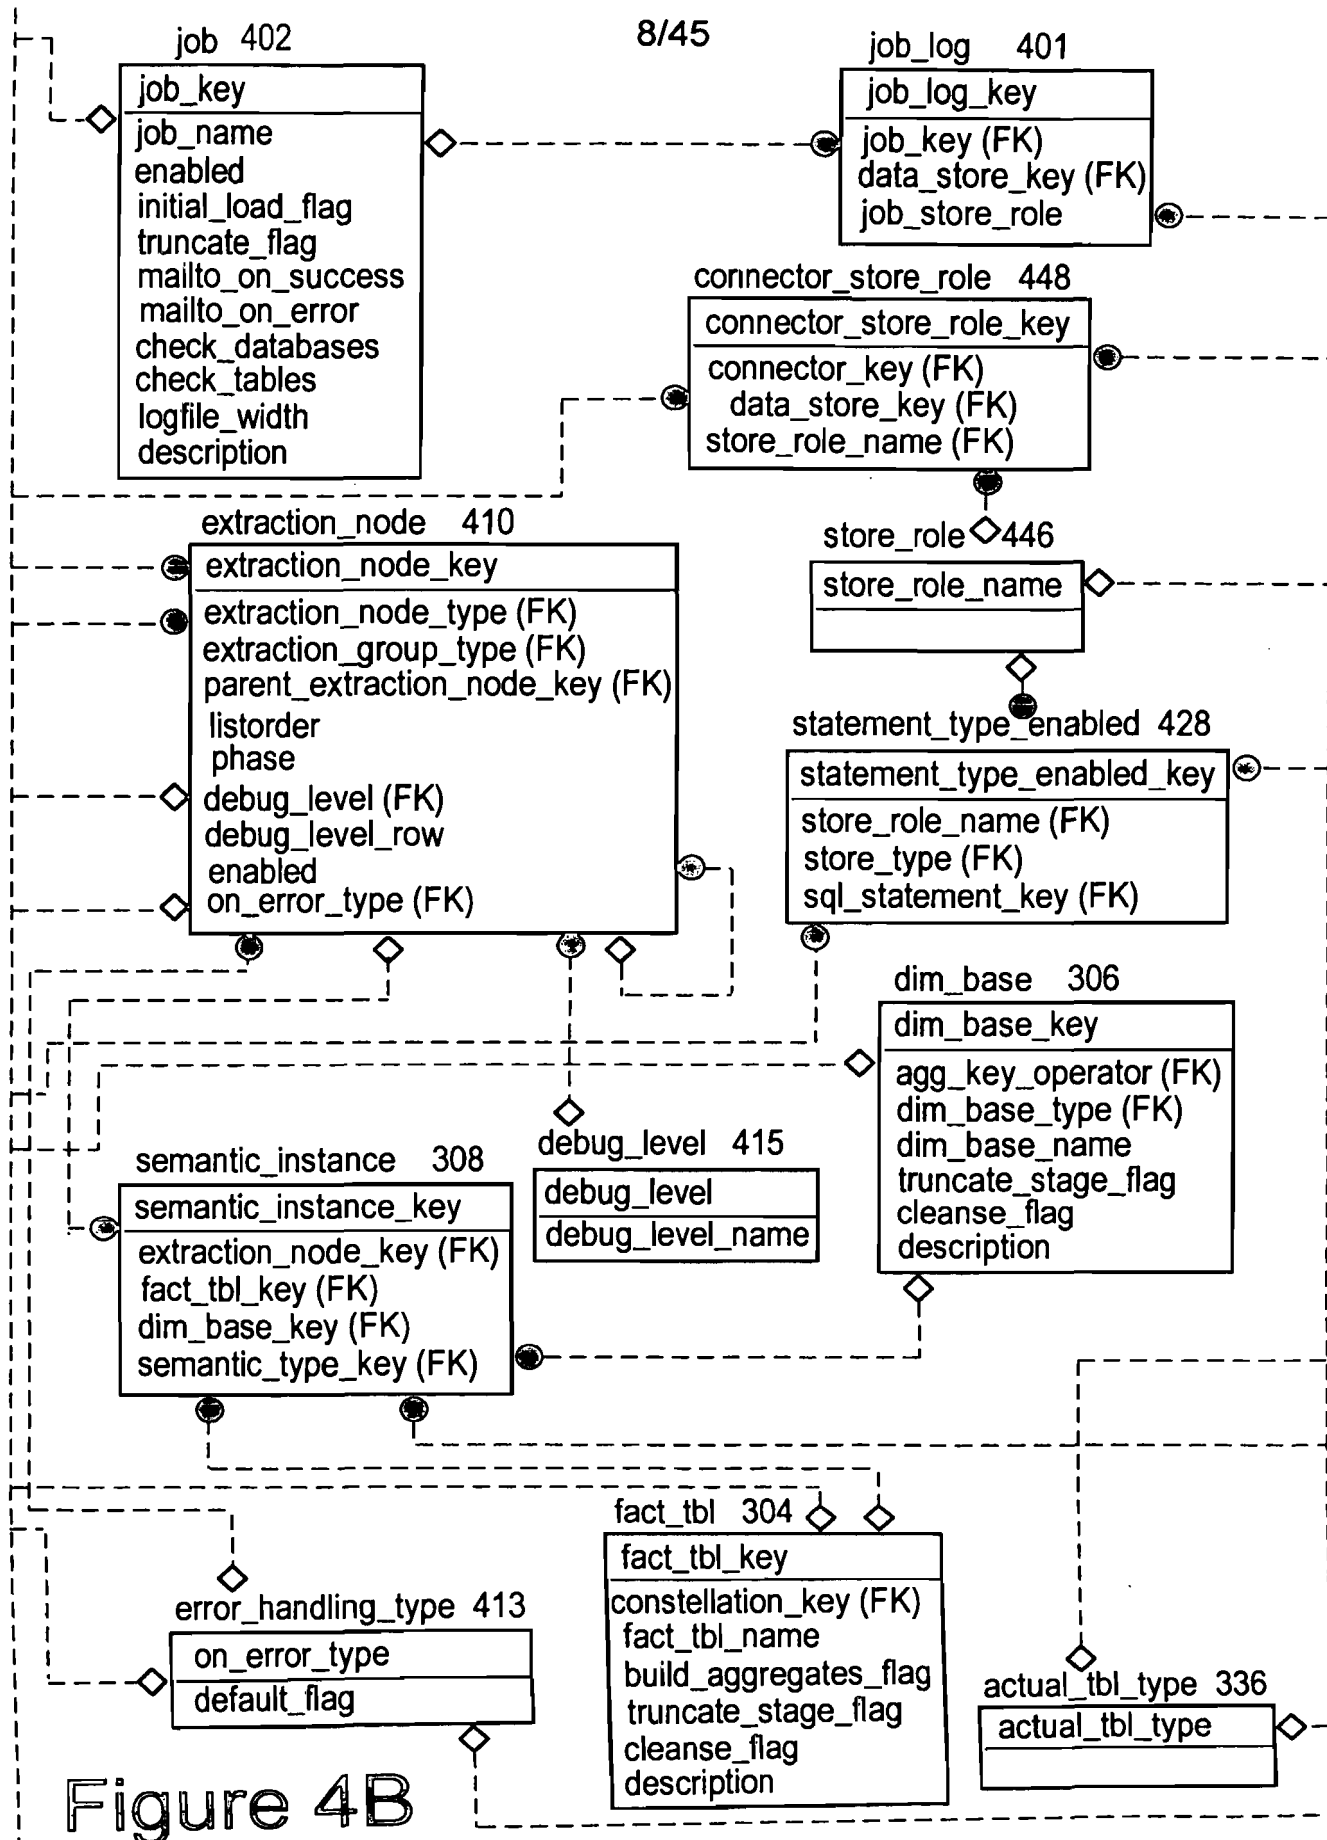 8/45
job 402
job_key
job_name
enabled
initial_load_flag
truncate_flag
mailto_on_success
mailto_on_error
check_databases
check_tables
logfile_width
description
job_log 401
job_log_key
job_key (FK)
data_store_key (FK)
job_store_role
connector_store_role 448
connector_store_role_key
connector_key (FK)
data_store_key (FK)
store_role_name (FK)
extraction_node 410
extraction_node_key
extraction_node_type (FK)
extraction_group_type (FK)
parent_extraction_node_key (FK)
listorder
phase
debug_level (FK)
debug_level_row
enabled
on_error_type (FK)
store_role 446
store_role_name
statement_type_enabled 428
statement_type_enabled_key
store_role_name (FK)
store_type (FK)
sql_statement_key (FK)
dim_base 306
dim_base_key
agg_key_operator (FK)
dim_base_type (FK)
dim_base_name
truncate_stage_flag
cleanse_flag
description
semantic_instance 308
semantic_instance_key
extraction_node_key (FK)
fact_tbl_key (FK)
dim_base_key (FK)
semantic_type_key (FK)
debug_level 415
debug_level
debug_level_name
error_handling_type 413
on_error_type
default_flag
fact_tbl 304
fact_tbl_key
constellation_key (FK)
fact_tbl_name
build_aggregates_flag
truncate_stage_flag
cleanse_flag
description
actual_tbl_type 336
actual_tbl_type
Figure 4B